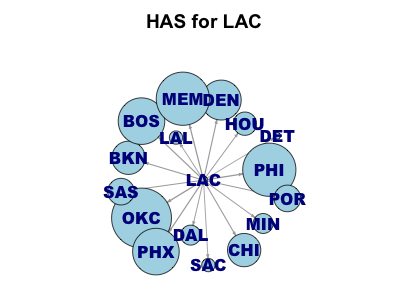 HAS for LAC
MEM
DEN
BOS
HOU
LAL
DET
BKN
PHI
LAC
SAS
POR
OKC
MIN
DAL
PHX
CHI
SAC